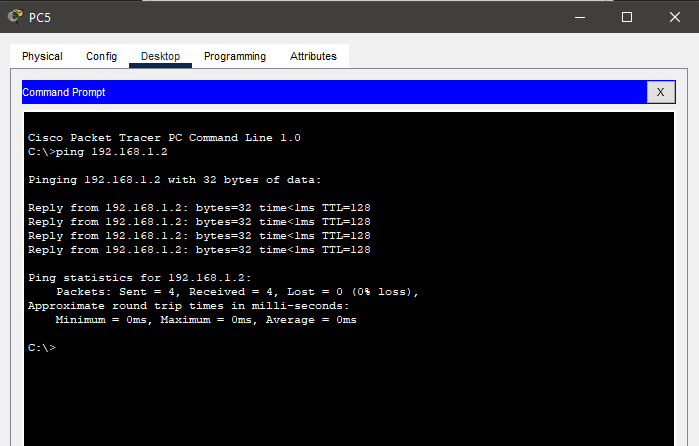 PC5
Physical Config Desktop Programming Attributes
Command Prompt X
Cisco Packet Tracer PC Command Line 1.0
C:\>ping 192.168.1.2
Pinging 192.168.1.2 with 32 bytes of data:
Reply from 192.168.1.2: bytes=32 time<1ms TTL=128
Reply from 192.168.1.2: bytes=32 time<1ms TTL=128
Reply from 192.168.1.2: bytes=32 time<1ms TTL=128
Reply from 192.168.1.2: bytes=32 time<1ms TTL=128
Ping statistics for 192.168.1.2:
Packets: Sent = 4, Received = 4, Lost = 0 (0% loss),
Approximate round trip times in milli-seconds:
Minimum = 0ms, Maximum = 0ms, Average = 0ms
C:\>